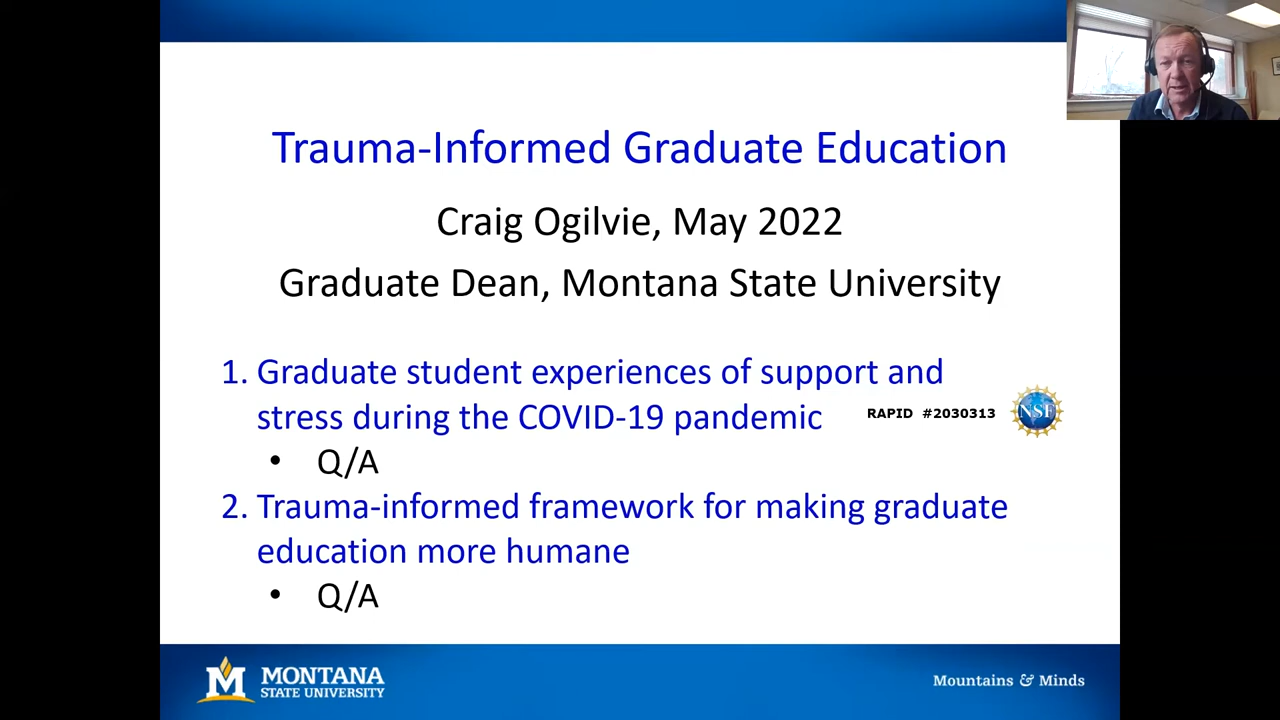 Trauma-Informed Graduate Education
Craig Ogilvie, May 2022
Graduate Dean, Montana State University
1. Graduate student experiences of support and
stress during the COVID-19 pandemic
RAPID #2030313
NSF
• Q/A
2. Trauma-informed framework for making graduate
education more humane
• Q/A
M MONTANA
STATE UNIVERSITY
Mountains & Minds